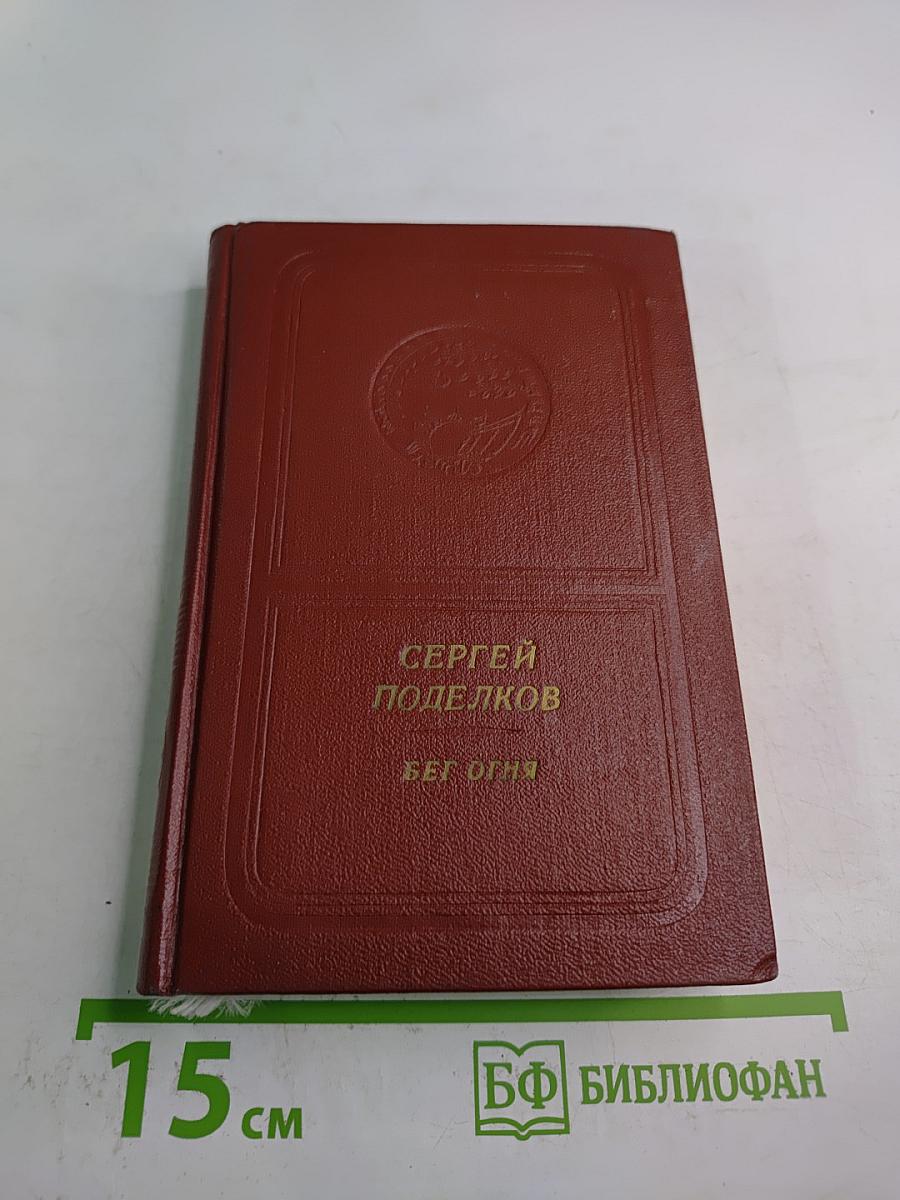 СЕРГЕЙ
ПОДЕЛКОВ
БЕГ ОГНЯ
15 см
БФ БИБЛИОФАН